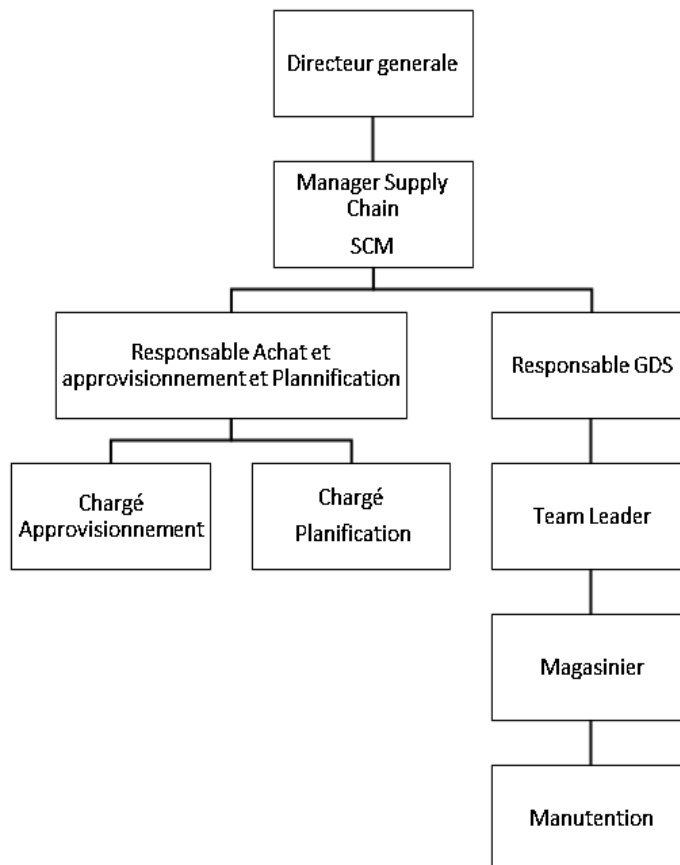 Directeur generale
Manager Supply
Chain
SCM
Responsable Achat et
approvisionnement et Plannification
Responsable GDS
Chargé
Approvisionnement
Chargé
Planification
Team Leader
Magasinier
Manutention